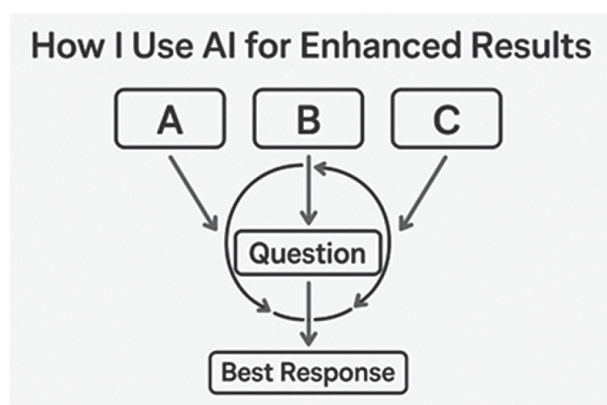 How I Use AI for Enhanced Results
A B C
Question
Best Response